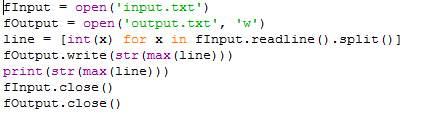 fInput = open('input.txt')
fOutput = open('output.txt', 'w')
line = [int(x) for x in fInput.readline().split()]
fOutput.write(str(max(line)))
print(str(max(line)))
fInput.close()
fOutput.close()